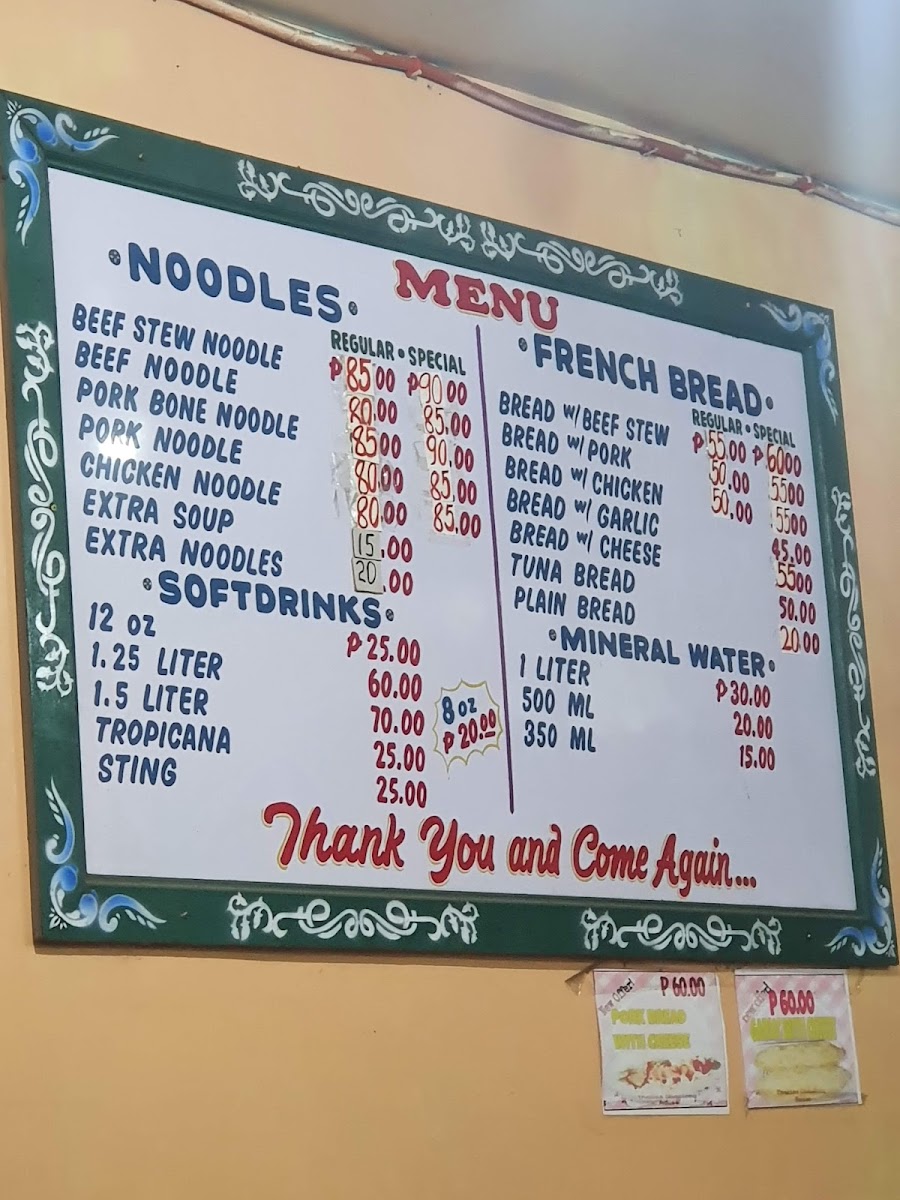 MENU
•NOODLES•
REGULAR • SPECIAL
BEEF STEW NOODLE ₱85.00 ₱90.00
BEEF NOODLE 80.00 85.00
PORK BONE NOODLE 85.00 90.00
PORK NOODLE 80.00 85.00
CHICKEN NOODLE 80.00 85.00
EXTRA SOUP 15.00
EXTRA NOODLES 20.00
•SOFTDRINKS•
12 oz ₱25.00
1.25 LITER 60.00
1.5 LITER 70.00
TROPICANA 25.00
STING 25.00
8 oz
₱20.00
•FRENCH BREAD•
REGULAR • SPECIAL
BREAD w/ BEEF STEW ₱55.00 ₱60.00
BREAD w/ PORK 50.00 55.00
BREAD w/ CHICKEN 50.00 55.00
BREAD w/ GARLIC 45.00
BREAD w/ CHEESE 55.00
TUNA BREAD 50.00
PLAIN BREAD 20.00
•MINERAL WATER•
1 LITER ₱30.00
500 ML 20.00
350 ML 15.00
Thank You and Come Again...
New Offer!
₱60.00
PORK BREAD
WITH CHEESE
₱60.00